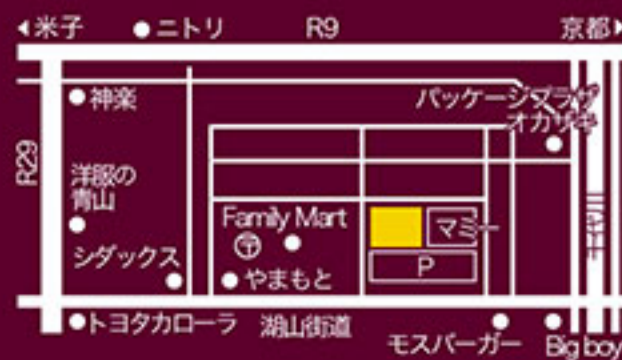 米子
ニトリ
R9
京都
神楽
パッケージプラザ
オカザキ
R29
洋服の
青山
Family Mart
マミー
シダックス
やまもと
P
トヨタカローラ
湖山街道
モスバーガー
Big boy